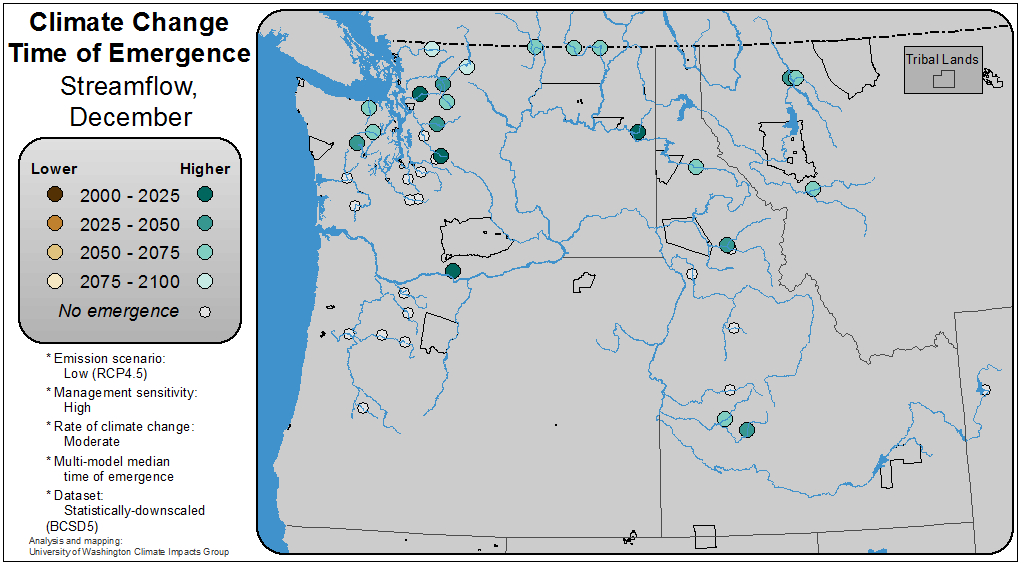 Climate Change
Time of Emergence
Streamflow,
December
Lower Higher
2000 - 2025
2025 - 2050
2050 - 2075
2075 - 2100
No emergence
* Emission scenario:
Low (RCP4.5)
* Management sensitivity:
High
* Rate of climate change:
Moderate
* Multi-model median
time of emergence
* Dataset:
Statistically-downscaled
(BCSD5)
Analysis and mapping:
University of Washington Climate Impacts Group
Tribal Lands